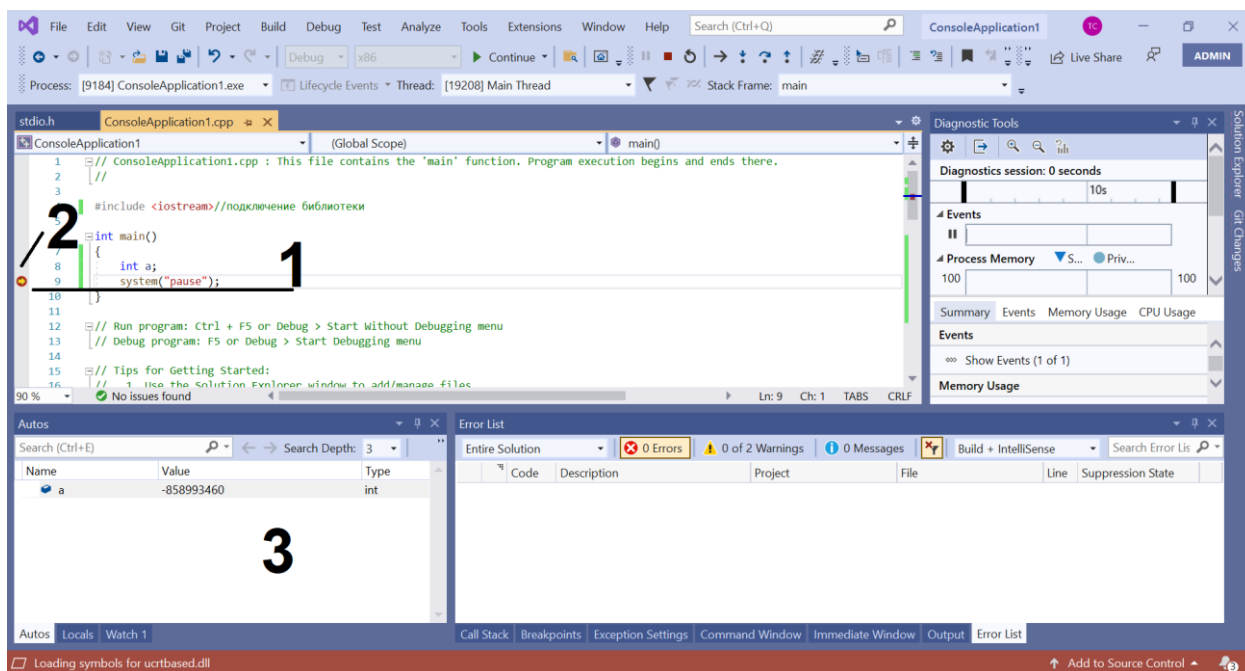 File Edit View Git Project Build Debug Test Analyze Tools Extensions Window Help Search (Ctrl+Q) ConsoleApplication1 TC
Debug x86 Continue Live Share ADMIN
Process: [9184] ConsoleApplication1.exe Lifecycle Events Thread: [19208] Main Thread Stack Frame: main
stdio.h ConsoleApplication1.cpp
ConsoleApplication1 (Global Scope) main()
1 // ConsoleApplication1.cpp : This file contains the 'main' function. Program execution begins and ends there.
2 //
3
#include <iostream>//подключение библиотеки
5
int main()
7 {
8 int a;
9 system("pause");
10 }
11
12 // Run program: Ctrl + F5 or Debug > Start Without Debugging menu
13 // Debug program: F5 or Debug > Start Debugging menu
14
15 // Tips for Getting Started:
16 // 1. Use the Solution Explorer window to add/manage files
2
1
90 % No issues found Ln: 9 Ch: 1 TABS CRLF
Diagnostic Tools
Diagnostics session: 0 seconds
10s
Events
Process Memory S... Priv...
100 100
Summary Events Memory Usage CPU Usage
Events
Show Events (1 of 1)
Memory Usage
Solution Explorer
Git Changes
Autos
Search (Ctrl+E) Search Depth: 3
Name Value Type
a -858993460 int
3
Autos Locals Watch 1
Error List
Entire Solution 0 Errors 0 of 2 Warnings 0 Messages Build + IntelliSense Search Error Lis
Code Description Project File Line Suppression State
Call Stack Breakpoints Exception Settings Command Window Immediate Window Output Error List
Loading symbols for ucrtbased.dll Add to Source Control 3